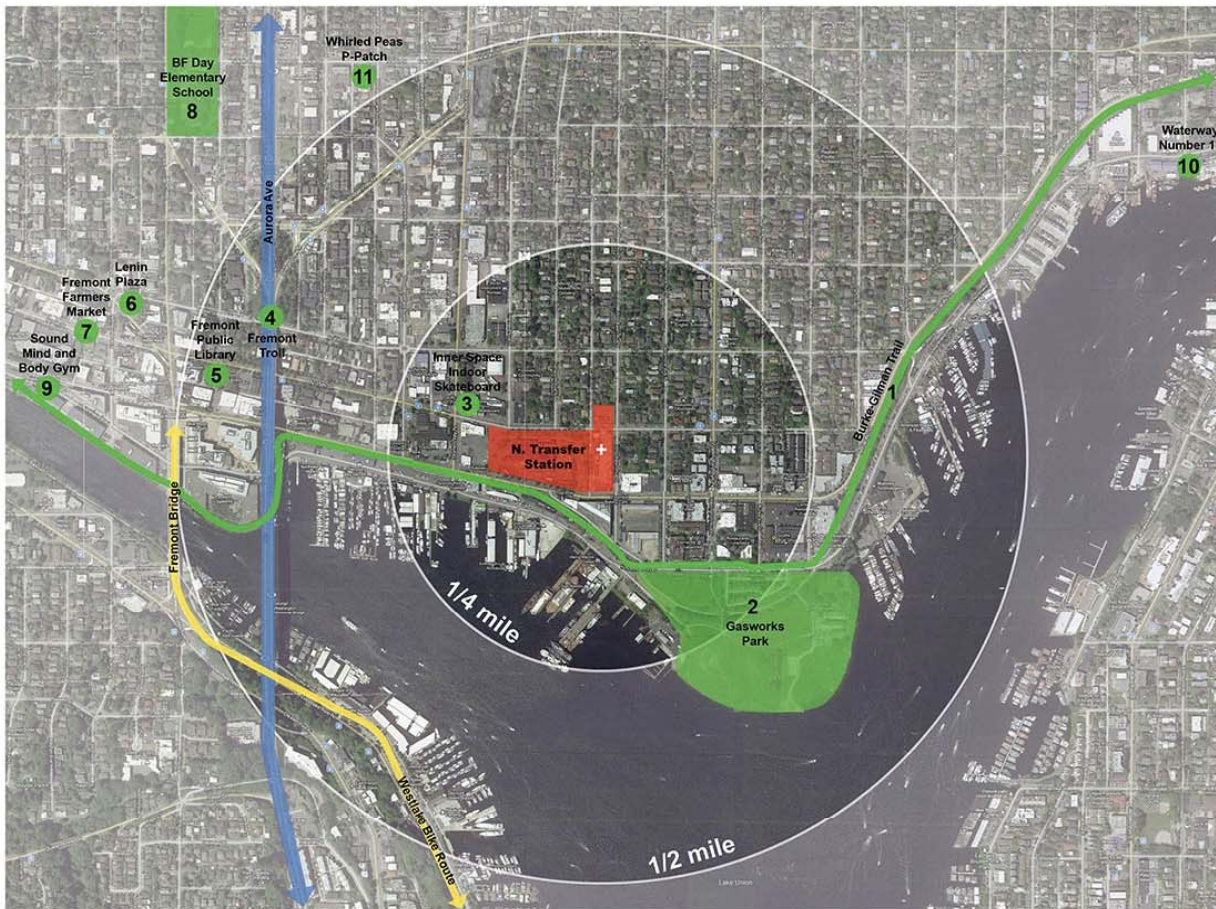 BF Day
Elementary
School
8
Whirled Peas
P-Patch
11
Waterway
Number 1
10
Aurora Ave
Lenin
Plaza
6
Fremont
Farmers
Market
7
Sound
Mind and
Body Gym
9
Fremont
Public
Library
5
4
Fremont
Troll
Inner Space
Indoor
Skateboard
3
N. Transfer
Station
Burke-Gilman Trail
1
Fremont Bridge
2
Gasworks
Park
1/4 mile
1/2 mile
Westlake Bike Route
Lake Union